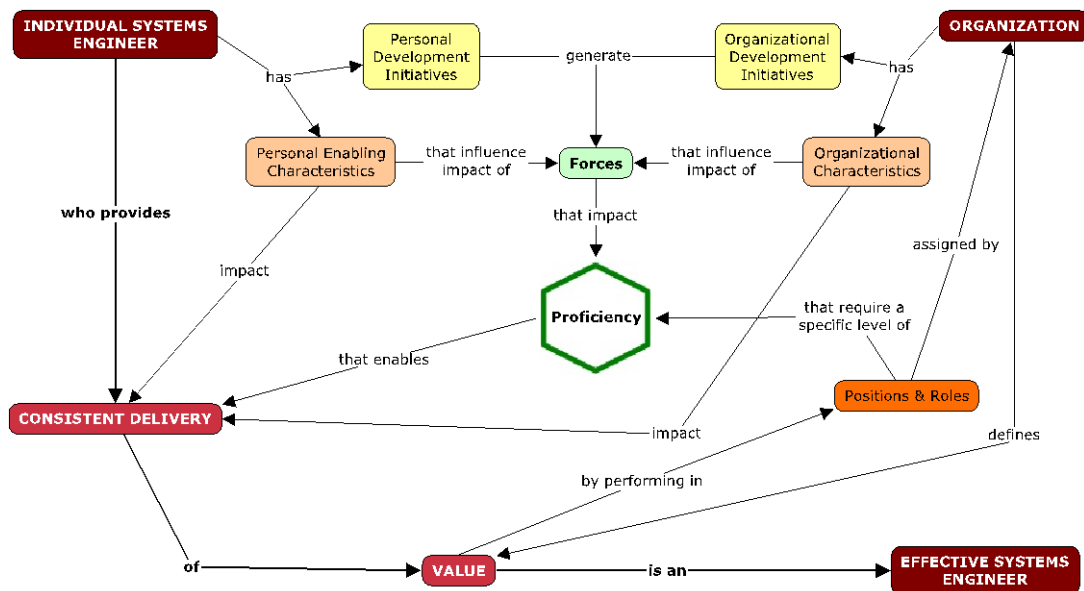 INDIVIDUAL SYSTEMS
ENGINEER
Personal
Development
Initiatives
generate
Organizational
Development
Initiatives
ORGANIZATION
has
has
Personal Enabling
Characteristics
that influence
impact of
Forces
that influence
impact of
Organizational
Characteristics
who provides
that impact
assigned by
impact
Proficiency
that require a
specific level of
that enables
Positions & Roles
CONSISTENT DELIVERY
impact
defines
by performing in
of
VALUE
is an
EFFECTIVE SYSTEMS
ENGINEER